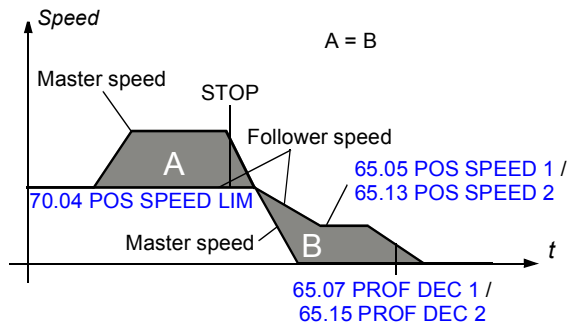 Speed
A = B
Master speed
STOP
A
Follower speed
65.05 POS SPEED 1 /
65.13 POS SPEED 2
70.04 POS SPEED LIM
Master speed
B
t
65.07 PROF DEC 1 /
65.15 PROF DEC 2